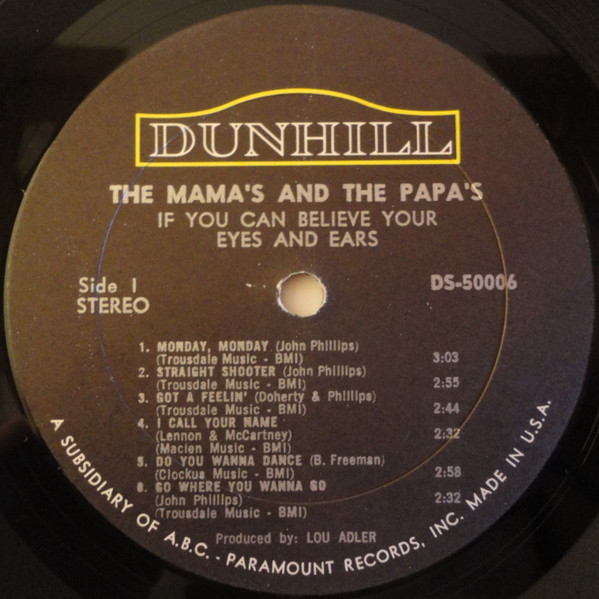 DUNHILL
THE MAMA'S AND THE PAPA'S
IF YOU CAN BELIEVE YOUR
EYES AND EARS
Side I
STEREO
DS-50006
1. MONDAY, MONDAY (John Phillips)
(Trousdale Music - BMI) 3:03
2. STRAIGHT SHOOTER (John Phillips)
(Trousdale Music - BMI) 2:55
3. GOT A FEELIN' (Doherty & Phillips)
(Trousdale Music - BMI) 2:44
4. I CALL YOUR NAME
(Lennon & McCartney) 2:32
(Maclen Music - BMI)
5. DO YOU WANNA DANCE (B. Freeman)
(Clockus Music - BMI) 2:58
6. GO WHERE YOU WANNA GO
(John Phillips) 2:32
(Trousdale Music - BMI)
Produced by: LOU ADLER
A SUBSIDIARY OF A.B.C. - PARAMOUNT RECORDS, INC. MADE IN U.S.A.